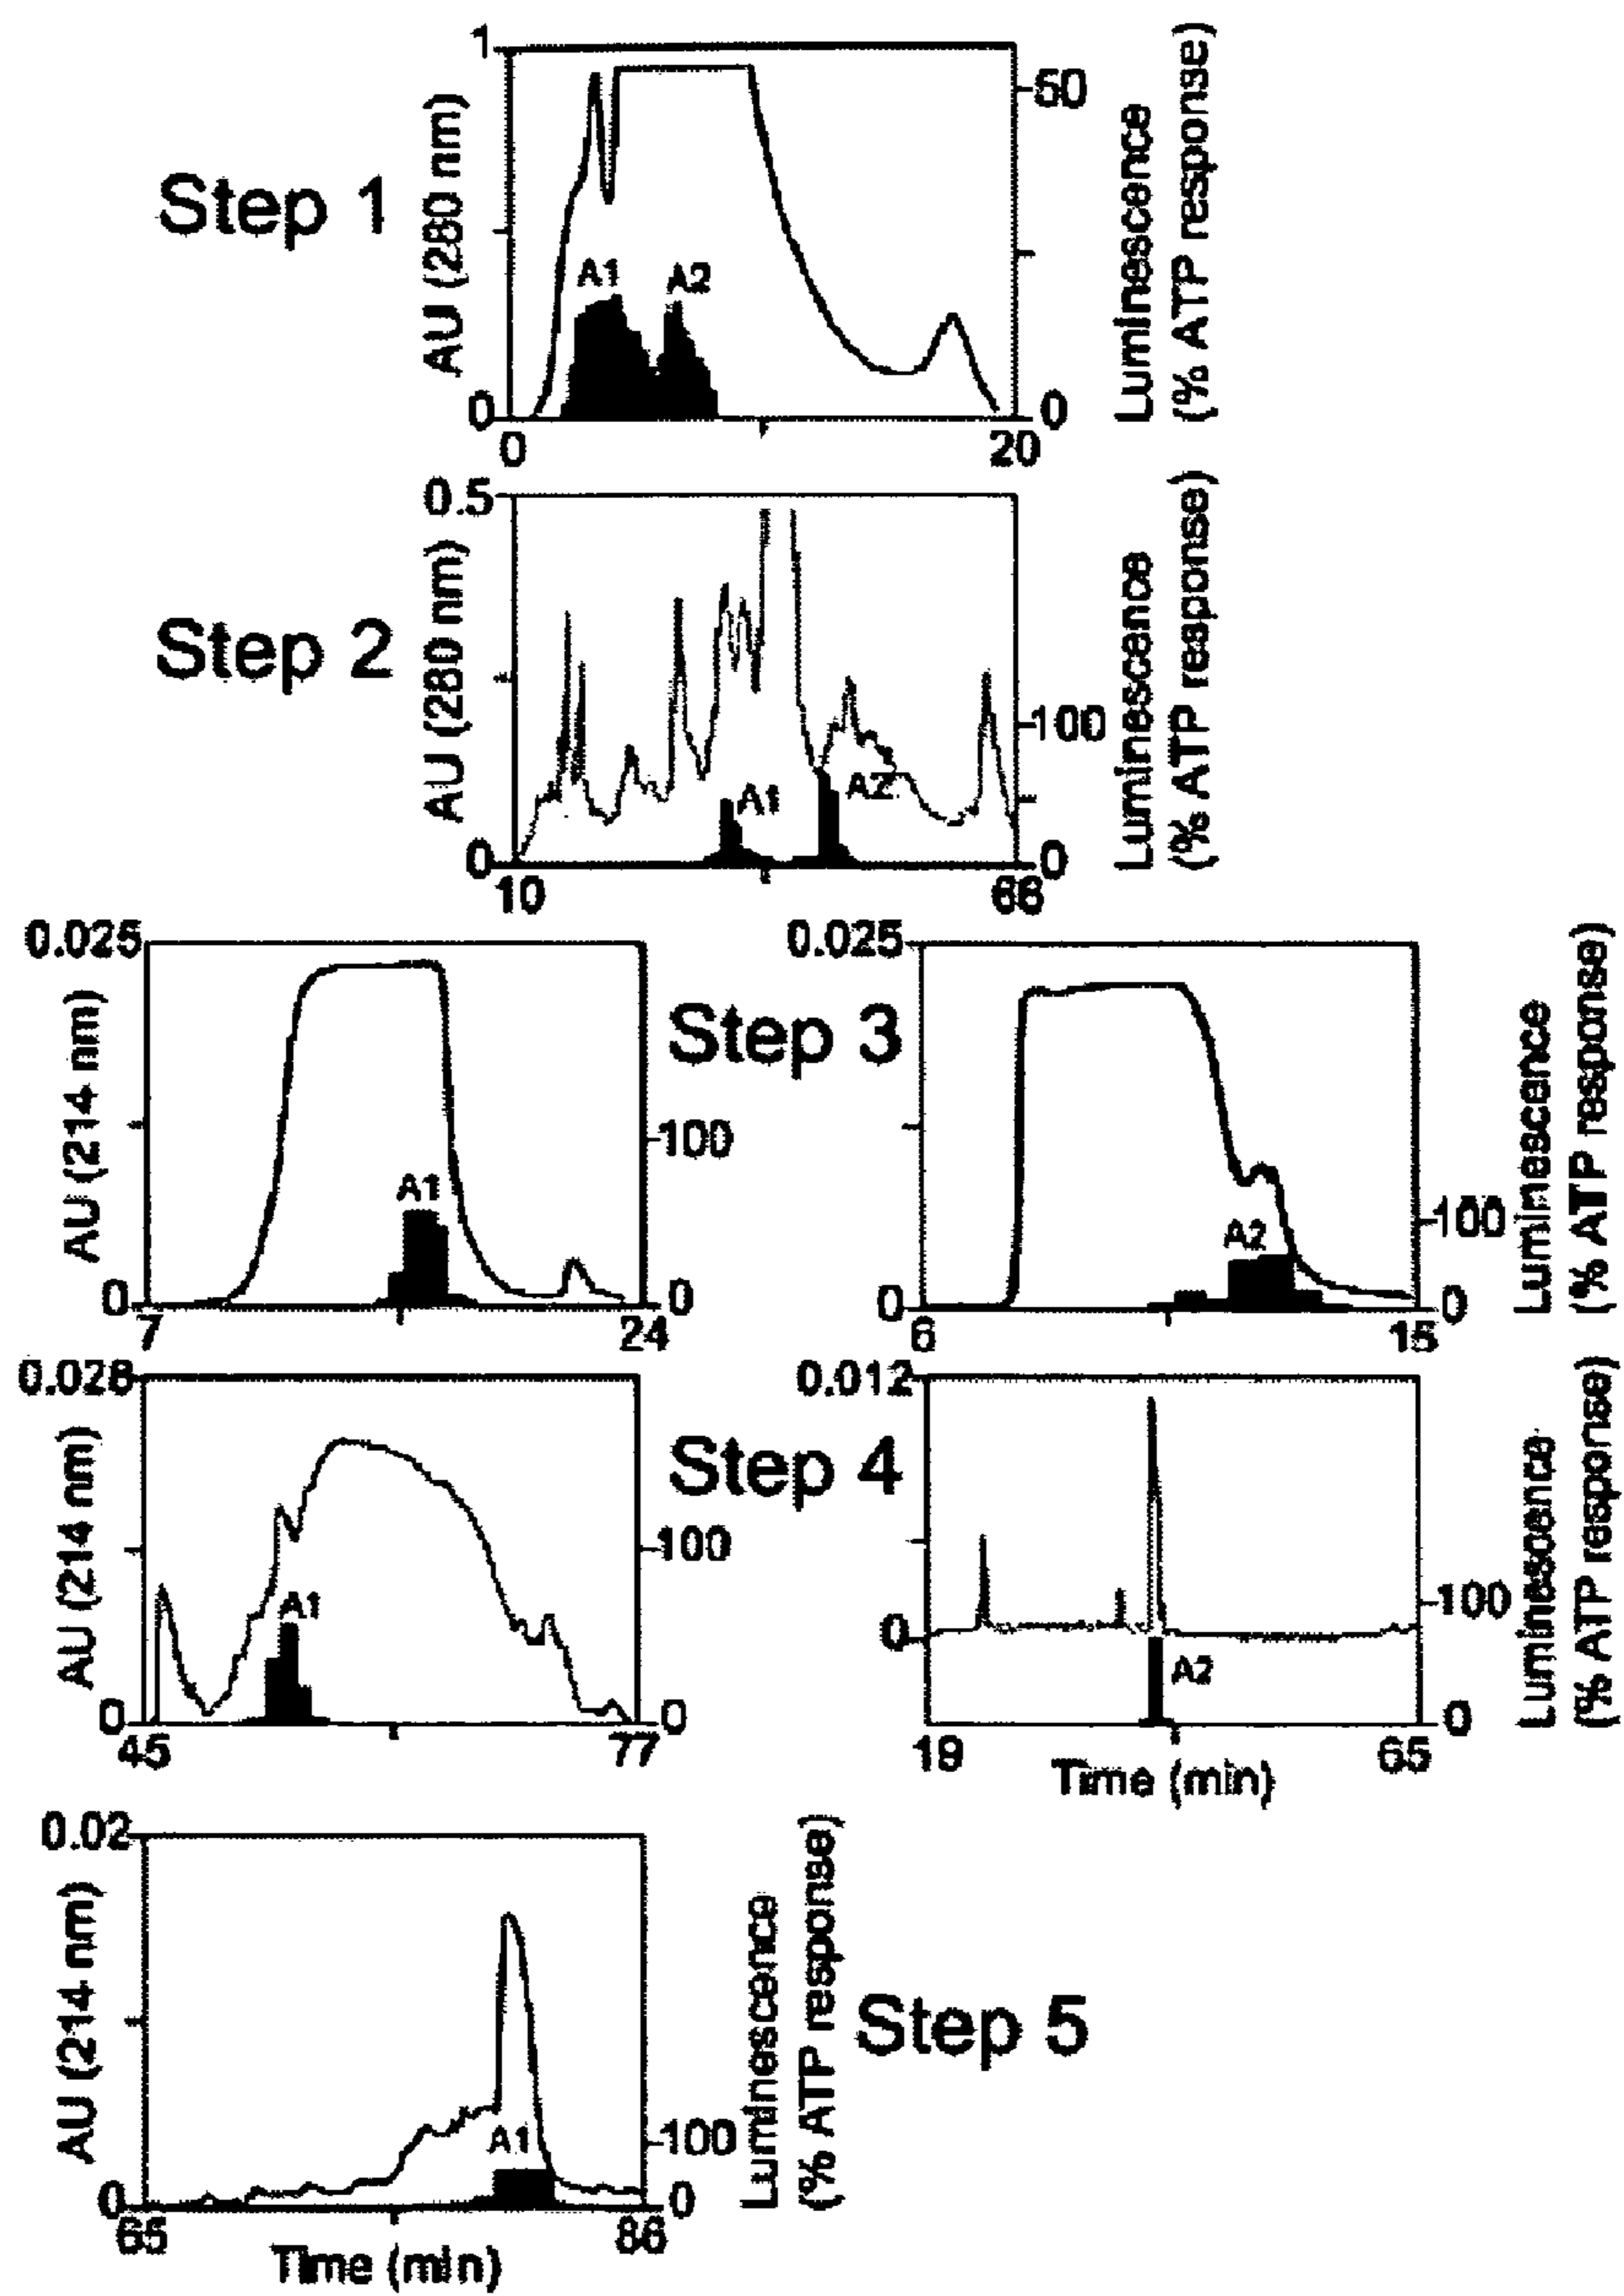 Step 1
AU (280 nm)
1
0
A1
A2
50
0
Luminescence
(% ATP response)
0
20
Step 2
AU (280 nm)
0.5
0
A1
A2
100
0
Luminescence
(% ATP response)
10
66
Step 3
AU (214 nm)
0.025
0
A1
100
0
7
24
0.025
0
A2
100
0
Luminescence
(% ATP response)
6
15
Step 4
AU (214 nm)
0.028
0
A1
100
0
45
77
0.012
0
A2
100
0
Luminescence
(% ATP response)
19
65
Time (min)
Step 5
AU (214 nm)
0.02
0
A1
100
0
Luminescence
(% ATP response)
65
86
Time (min)